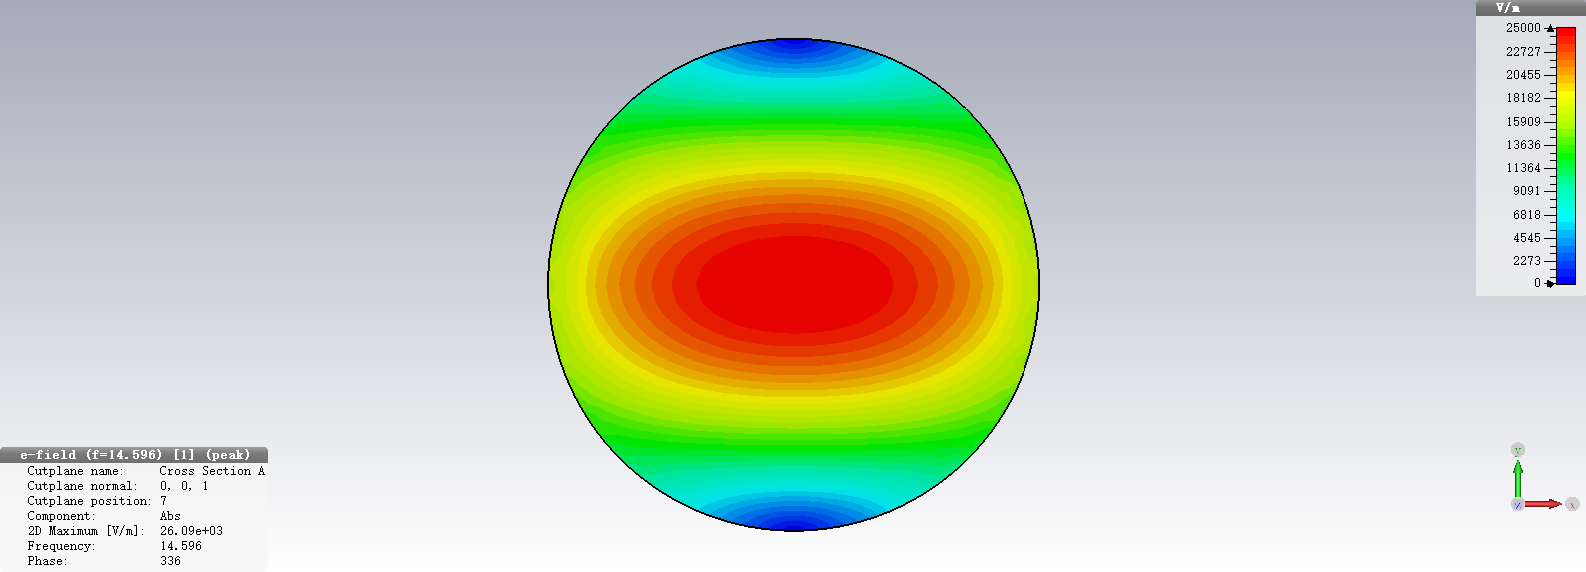 V/m
25000
22727
20455
18182
15909
13636
11364
9091
6818
4545
2273
0
e-field (f=14.596) [1] (peak)
Cutplane name: Cross Section A
Cutplane normal: 0, 0, 1
Cutplane position: 7
Component: Abs
2D Maximum [V/m]: 26.09e+03
Frequency: 14.596
Phase: 336
Y
Z
X